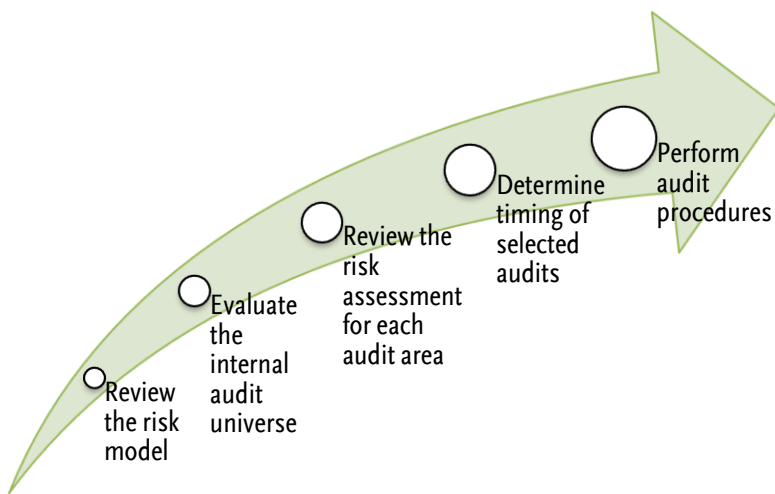 Review
the risk
model
Evaluate
the
internal
audit
universe
Review the
risk
assessment
for each
audit area
Determine
timing of
selected
audits
Perform
audit
procedures